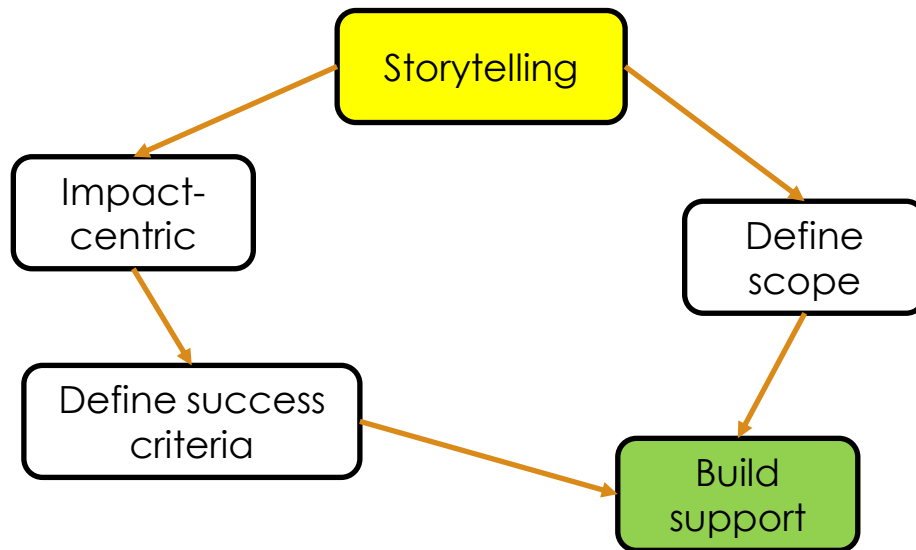 Storytelling
Impact-
centric
Define
scope
Define success
criteria
Build
support